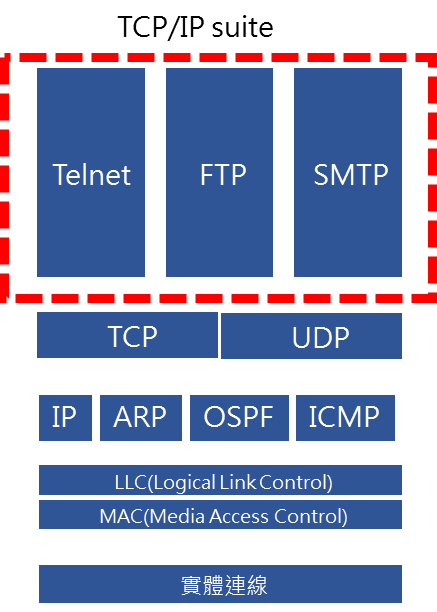 TCP/IP suite
Telnet FTP SMTP
TCP UDP
IP ARP OSPF ICMP
LLC(Logical Link Control)
MAC(Media Access Control)
實體連線